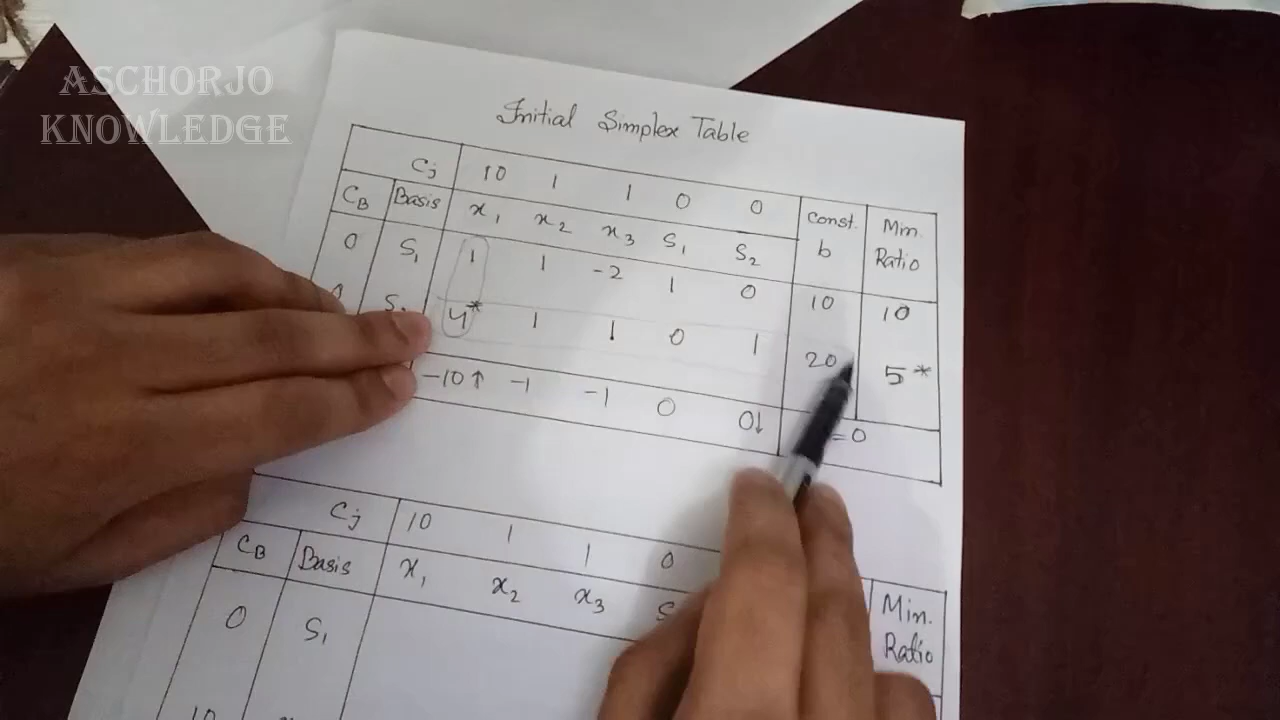 ASCHORJO
KNOWLEDGE
Initial Simplex Table
Cj 10 1 1 0 0
CB Basis x1 x2 x3 S1 S2 Const. b Min. Ratio
0 S1 1 1 -2 1 0 10 10
4* 1 1 0 1 20 5*
-10↑ -1 -1 0 0↓ =0
Cj 10 1 1 0
CB Basis x1 x2 x3 S Min. Ratio
0 S1
10